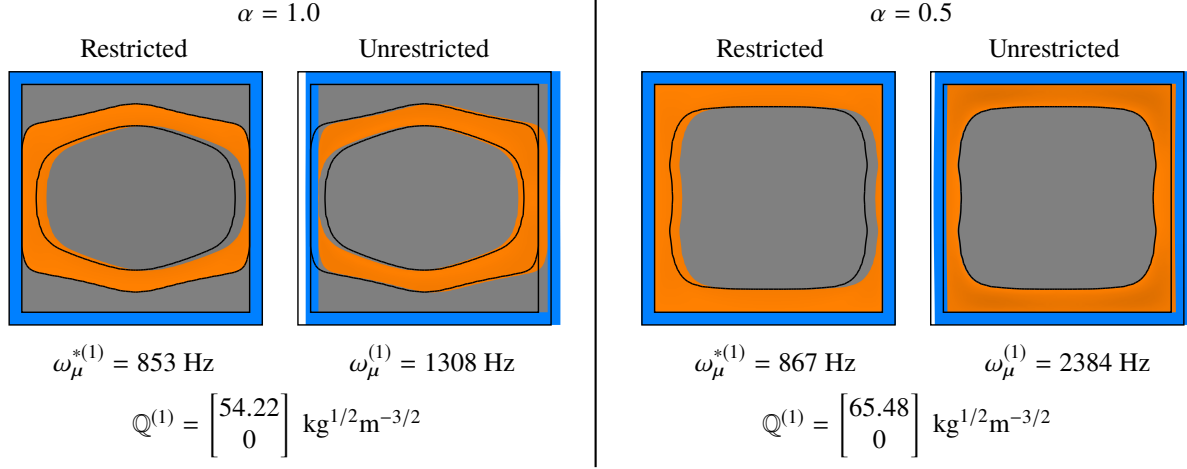 α = 1.0
Restricted Unrestricted
ω_μ^{*(1)} = 853 Hz ω_μ^{(1)} = 1308 Hz
ℚ^{(1)} = [54.22 0] kg^{1/2}m^{-3/2}
α = 0.5
Restricted Unrestricted
ω_μ^{*(1)} = 867 Hz ω_μ^{(1)} = 2384 Hz
ℚ^{(1)} = [65.48 0] kg^{1/2}m^{-3/2}